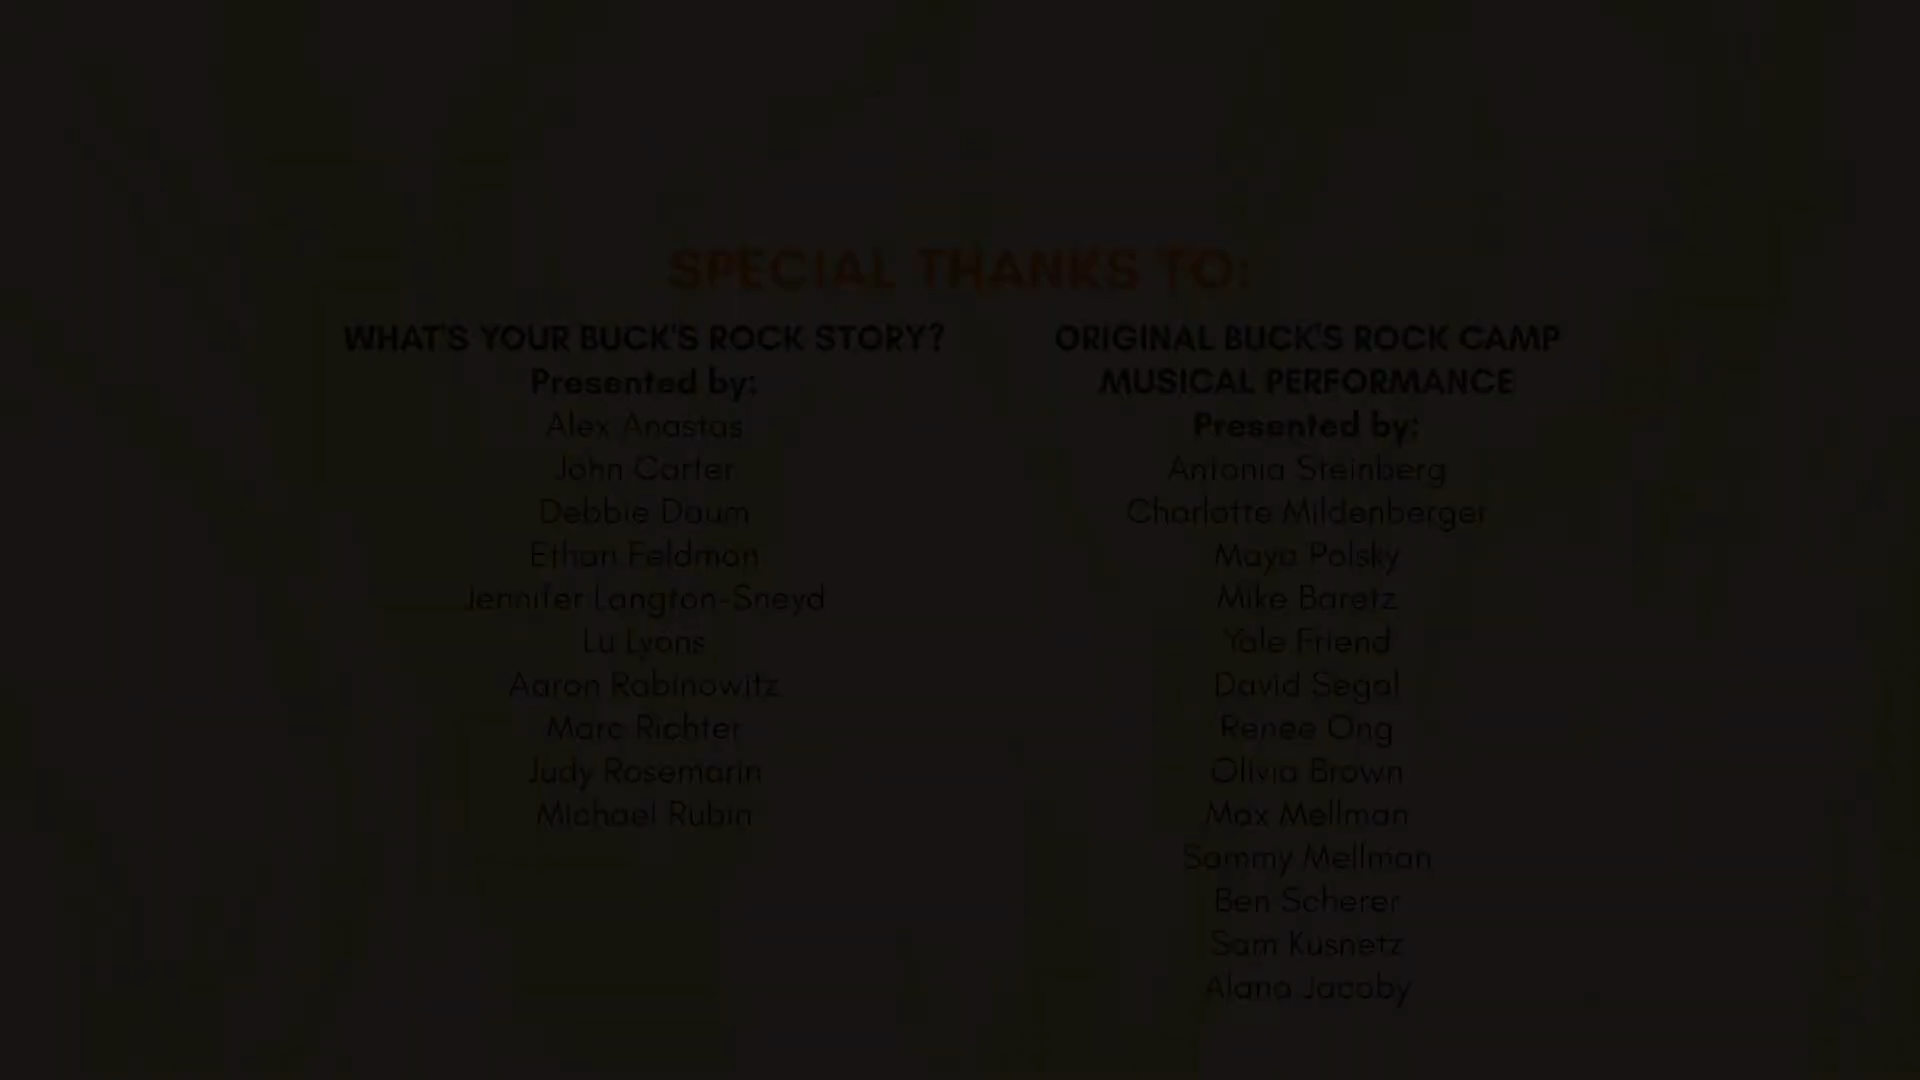 SPECIAL THANKS TO:
WHAT'S YOUR BUCK'S ROCK STORY?
Presented by:
Alex Anastas
John Carter
Debbie Daum
Ethan Feldman
Jennifer Langton-Sneyd
Lu Lyons
Aaron Rabinowitz
Marc Richter
Judy Rosemarin
Michael Rubin
ORIGINAL BUCK'S ROCK CAMP
MUSICAL PERFORMANCE
Presented by:
Antonia Steinberg
Charlotte Mildenberger
Maya Polsky
Mike Baretz
Yale Friend
David Segal
Renee Ong
Olivia Brown
Max Mellman
Sammy Mellman
Ben Scherer
Sam Kusnetz
Alana Jacoby